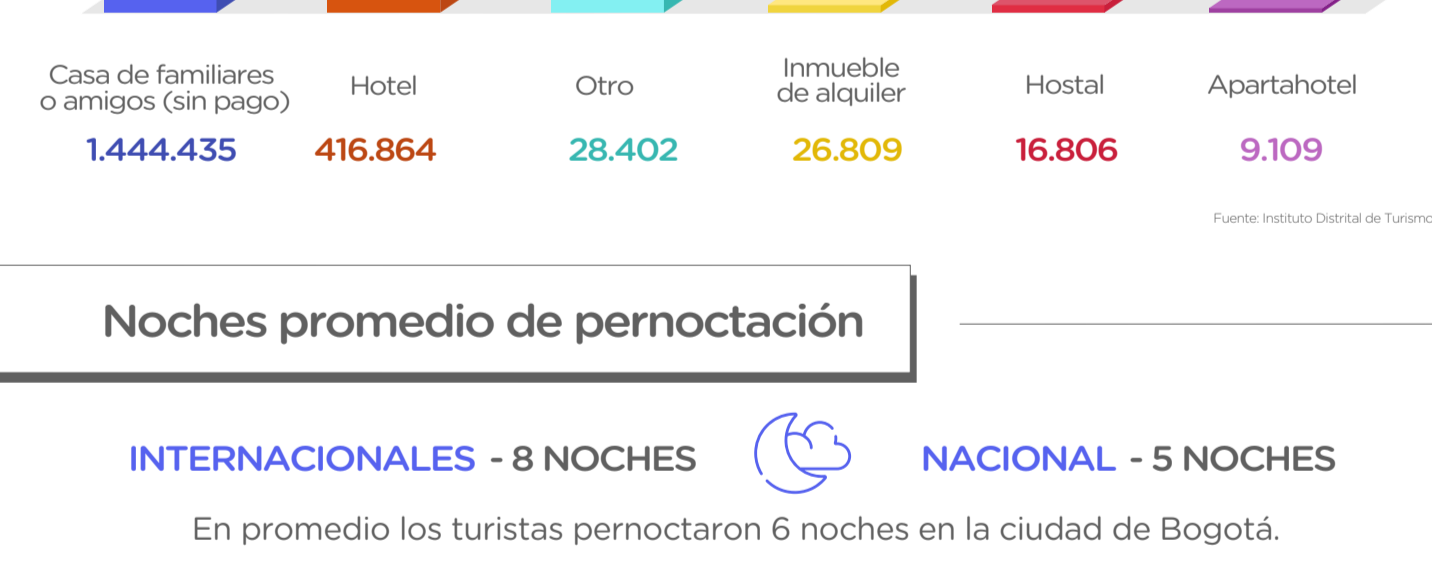 Casa de familiares
o amigos (sin pago)
1.444.435
Hotel
416.864
Otro
28.402
Inmueble
de alquiler
26.809
Hostal
16.806
Apartahotel
9.109
Fuente: Instituto Distrital de Turismo
Noches promedio de pernoctación
INTERNACIONALES - 8 NOCHES
NACIONAL - 5 NOCHES
En promedio los turistas pernoctaron 6 noches en la ciudad de Bogotá.